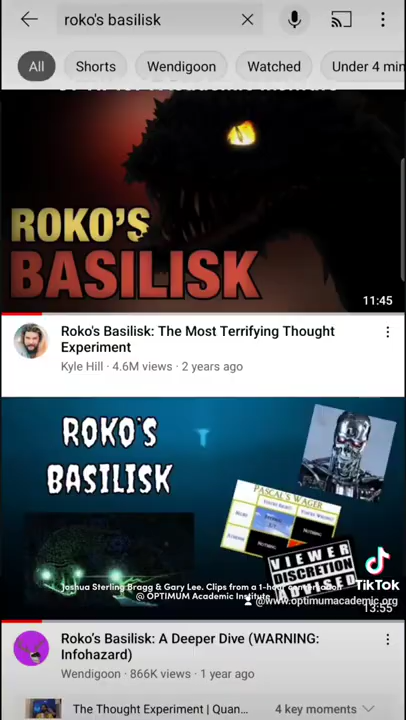 roko's basilisk
All
Shorts
Wendigoon
Watched
Under 4 min
ROKO'S
BASILISK
11:45
Roko's Basilisk: The Most Terrifying Thought
Experiment
Kyle Hill · 4.6M views · 2 years ago
ROKO'S
BASILISK
PASCAL'S WAGER
NOTHING
NOTHING
VIEWER
DISCRETION
ADVISED
TikTok
Joshua Sterling Bragg & Gary Lee. Clips from a 1-hour conversation
@ OPTIMUM Academic Institute
@www.optimumacademic.org
13:55
Roko's Basilisk: A Deeper Dive (WARNING:
Infohazard)
Wendigoon · 866K views · 1 year ago
The Thought Experiment | Quan...
4 key moments